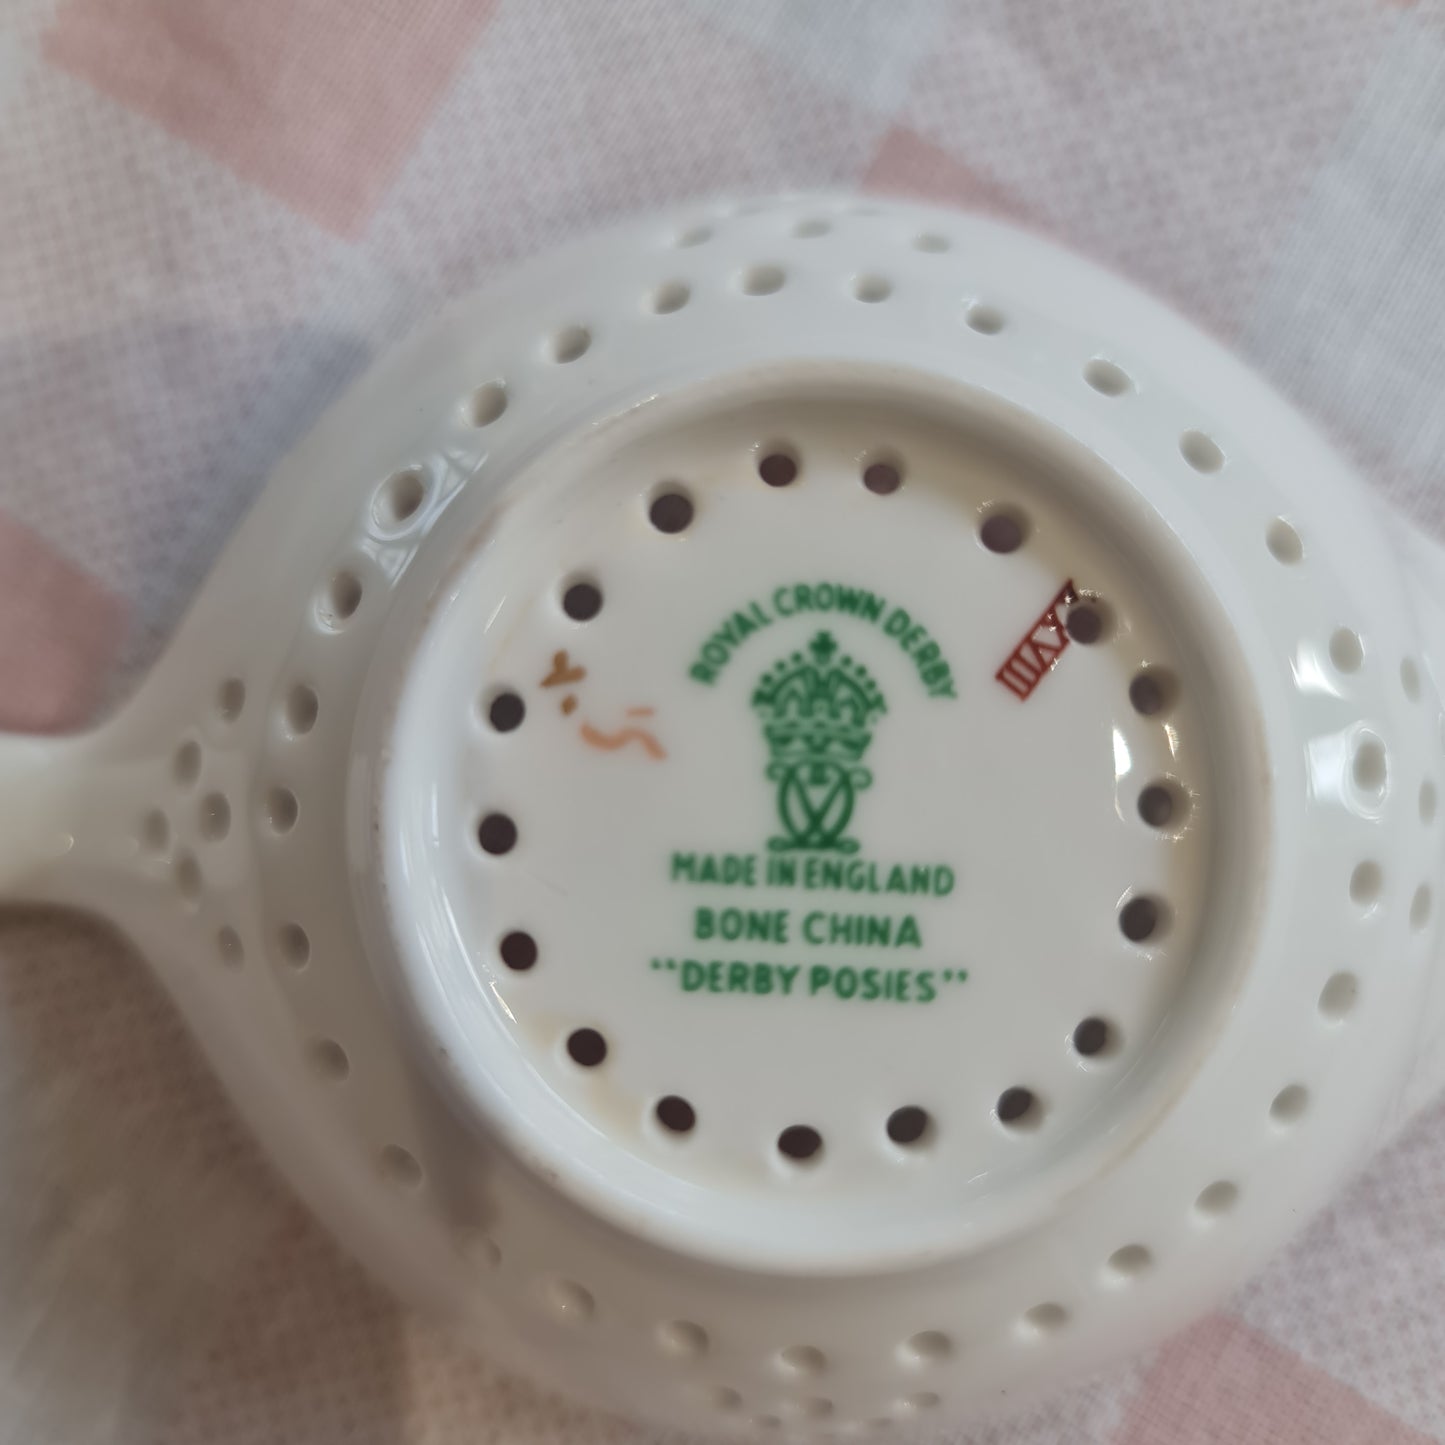 ROYAL CROWN DERBY
MADE IN ENGLAND
BONE CHINA
“DERBY POSIES”